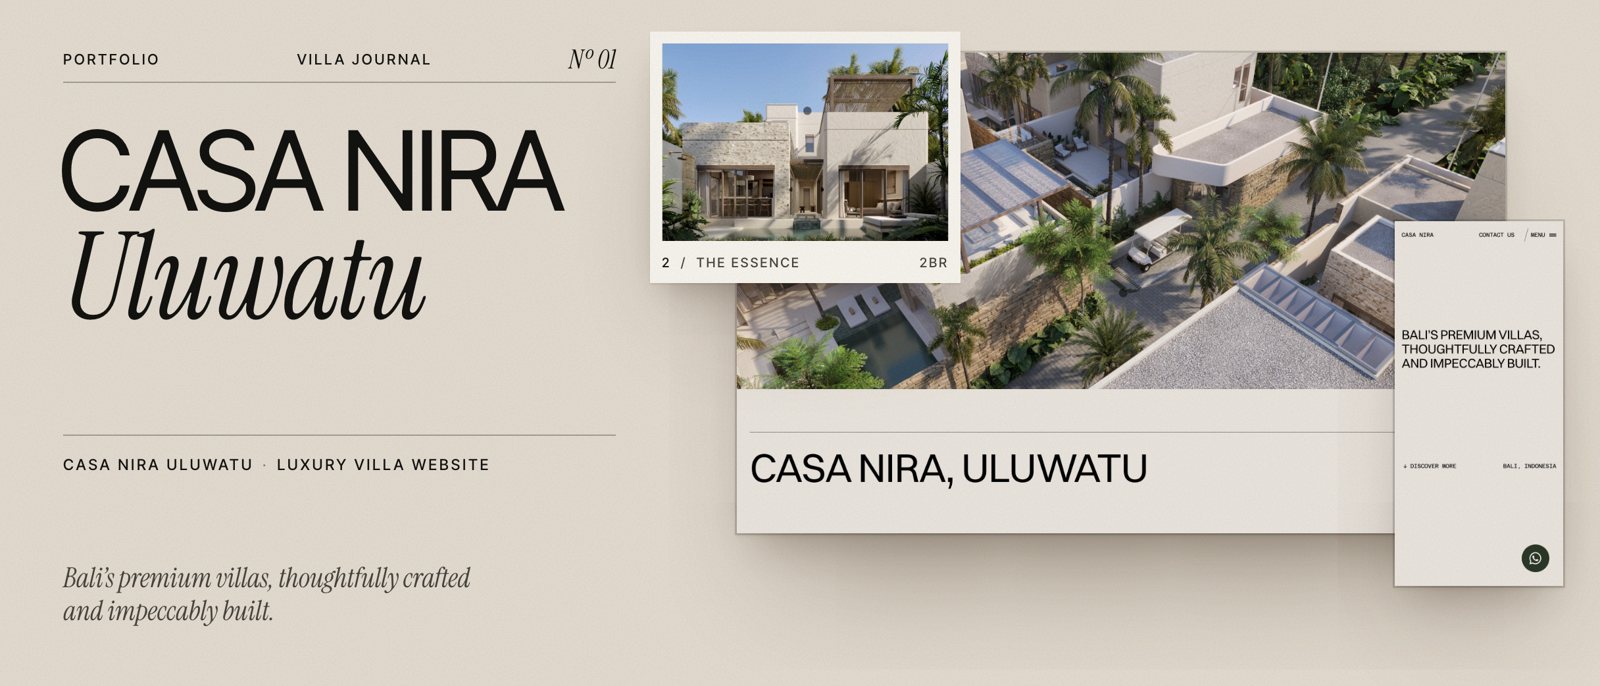 PORTFOLIO
VILLA JOURNAL
Nº 01
CASA NIRA
Uluwatu
CASA NIRA ULUWATU · LUXURY VILLA WEBSITE
Bali’s premium villas, thoughtfully crafted
and impeccably built.
2 / THE ESSENCE
2BR
CASA NIRA, ULUWATU
CASA NIRA
CONTACT US
/ MENU
BALI’S PREMIUM VILLAS,
THOUGHTFULLY CRAFTED
AND IMPECCABLY BUILT.
↓ DISCOVER MORE
BALI, INDONESIA